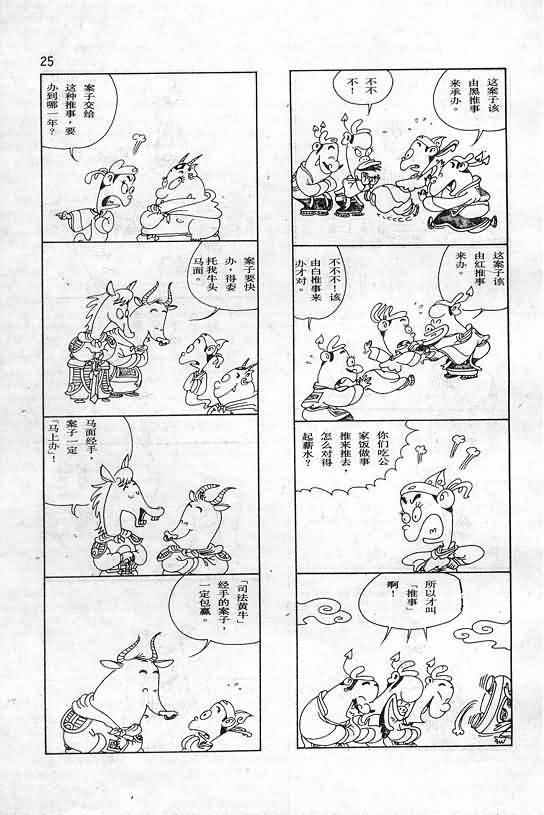 25
这案子该
由黑推事
来承办。
不不
不！
这案子该
由红推事
来办。
不不不！该
由白推事来
办才对。
你们吃公
家饭做事
推来推去，
怎么对得
起薪水？
所以才叫
「推事」
啊！
案子交给
这种推事，要
办到哪一年？
案子要快
办，得委
托我牛头
马面。
马面经手，
案子一定
「马上办」！
「司法黄牛」
经手的案子，
一定包赢。